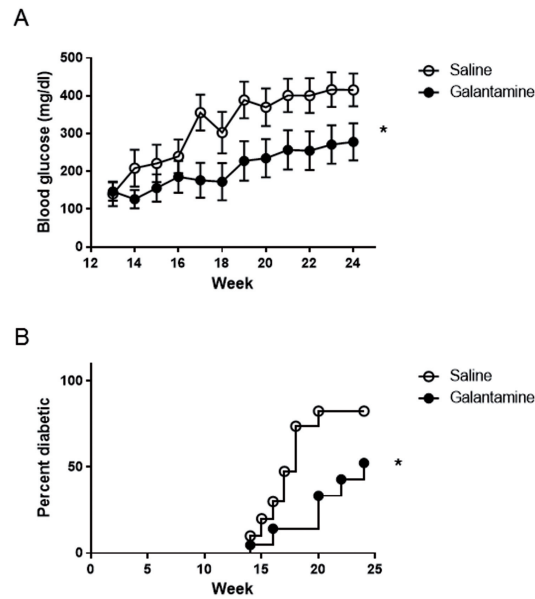 A
500
400
300
200
100
0
Blood glucose (mg/dl)
12 14 16 18 20 22 24
Week
Saline
Galantamine
*
B
100
50
0
Percent diabetic
0 5 10 15 20 25
Week
Saline
Galantamine
*